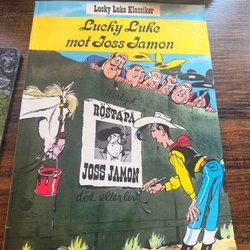 Lucky Luke Klassiker
Lucky Luke
mot Joss Jamon
RÖSTA PÅ
JOSS JAMON
död eller